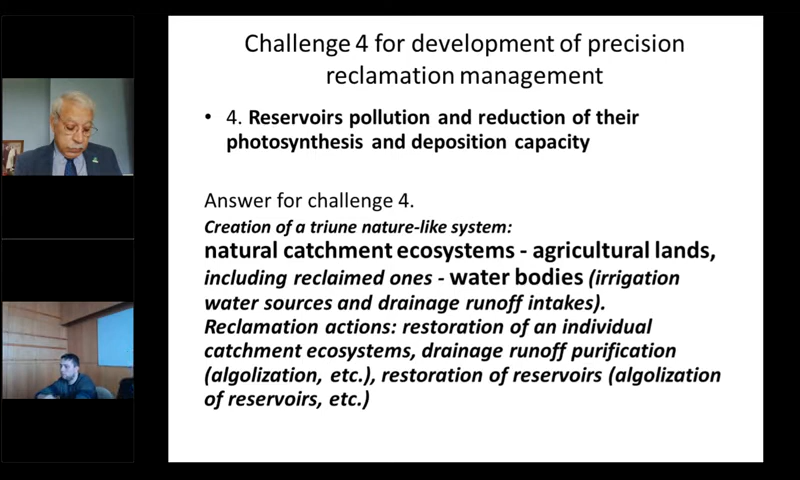 Challenge 4 for development of precision
reclamation management
• 4. Reservoirs pollution and reduction of their
photosynthesis and deposition capacity
Answer for challenge 4.
Creation of a triune nature-like system:
natural catchment ecosystems - agricultural lands,
including reclaimed ones - water bodies (irrigation
water sources and drainage runoff intakes).
Reclamation actions: restoration of an individual
catchment ecosystems, drainage runoff purification
(algolization, etc.), restoration of reservoirs (algolization
of reservoirs, etc.)